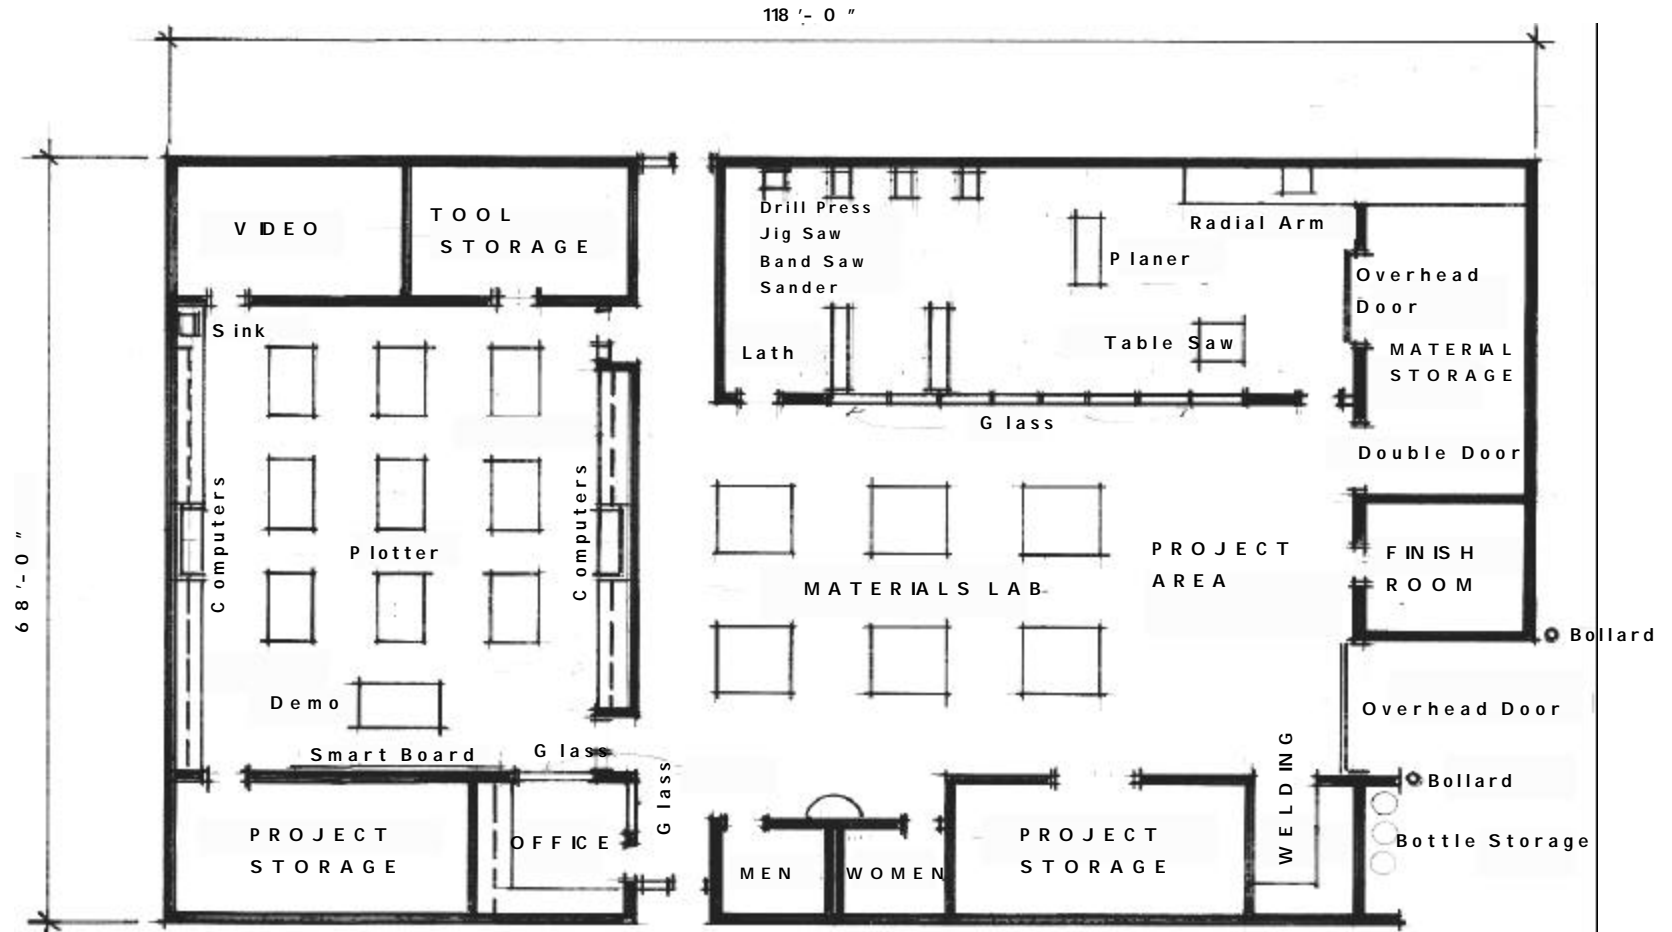 118'-0"
VIDEO
TOOL
STORAGE
Drill Press
Jig Saw
Band Saw
Sander
Radial Arm
Planer
Overhead
Door
Sink
Lath
Table Saw
MATERIAL
STORAGE
Glass
Double Door
Computers
Computers
Plotter
68'-0"
MATERIALS LAB
PROJECT
AREA
FINISH
ROOM
Bollard
Demo
Overhead Door
Smart Board
Glass
Glass
WELDING
Bollard
PROJECT
STORAGE
OFFICE
MEN
WOMEN
PROJECT
STORAGE
Bottle Storage